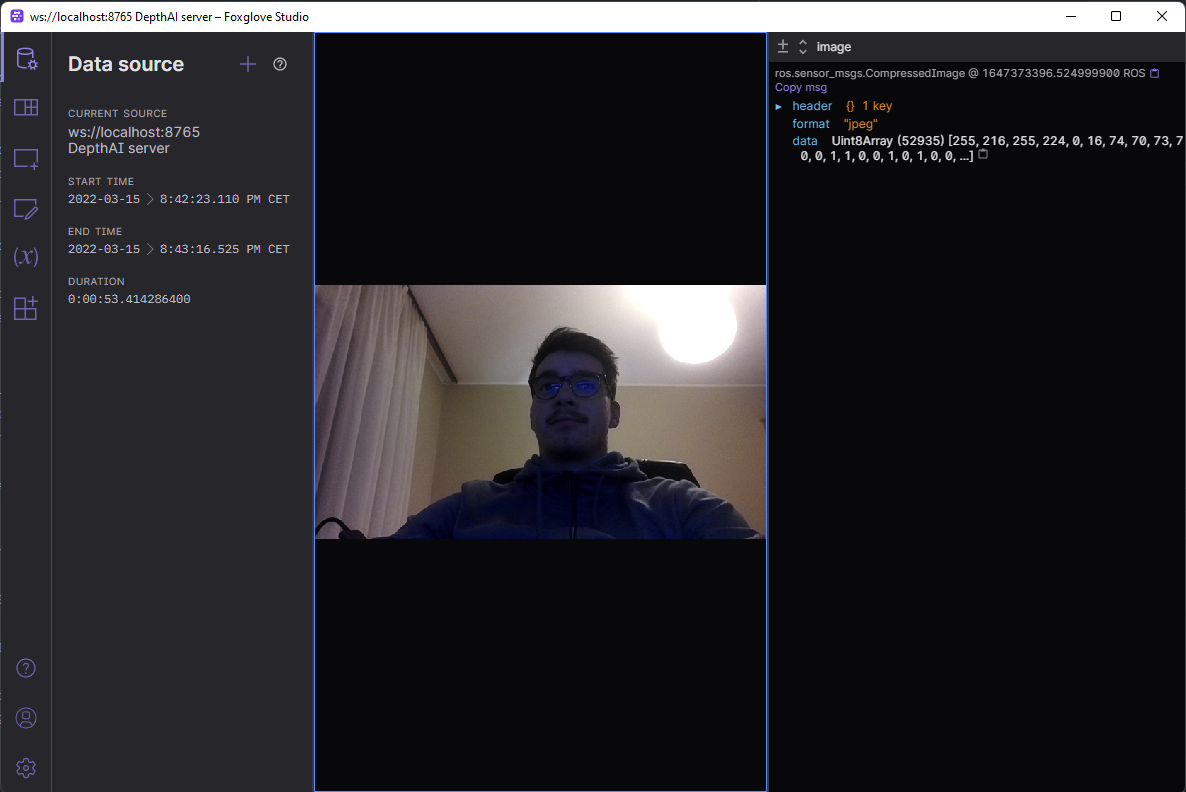 ws://localhost:8765 DepthAI server – Foxglove Studio
Data source
CURRENT SOURCE
ws://localhost:8765
DepthAI server
START TIME
2022-03-15 8:42:23.110 PM CET
END TIME
2022-03-15 8:43:16.525 PM CET
DURATION
0:00:53.414286400
image
ros.sensor_msgs.CompressedImage @ 1647373396.524999900 ROS
Copy msg
header {} 1 key
format "jpeg"
data Uint8Array (52935) [255, 216, 255, 224, 0, 16, 74, 70, 73, 7
0, 0, 1, 1, 0, 0, 1, 0, 1, 0, 0, ...]
(x)